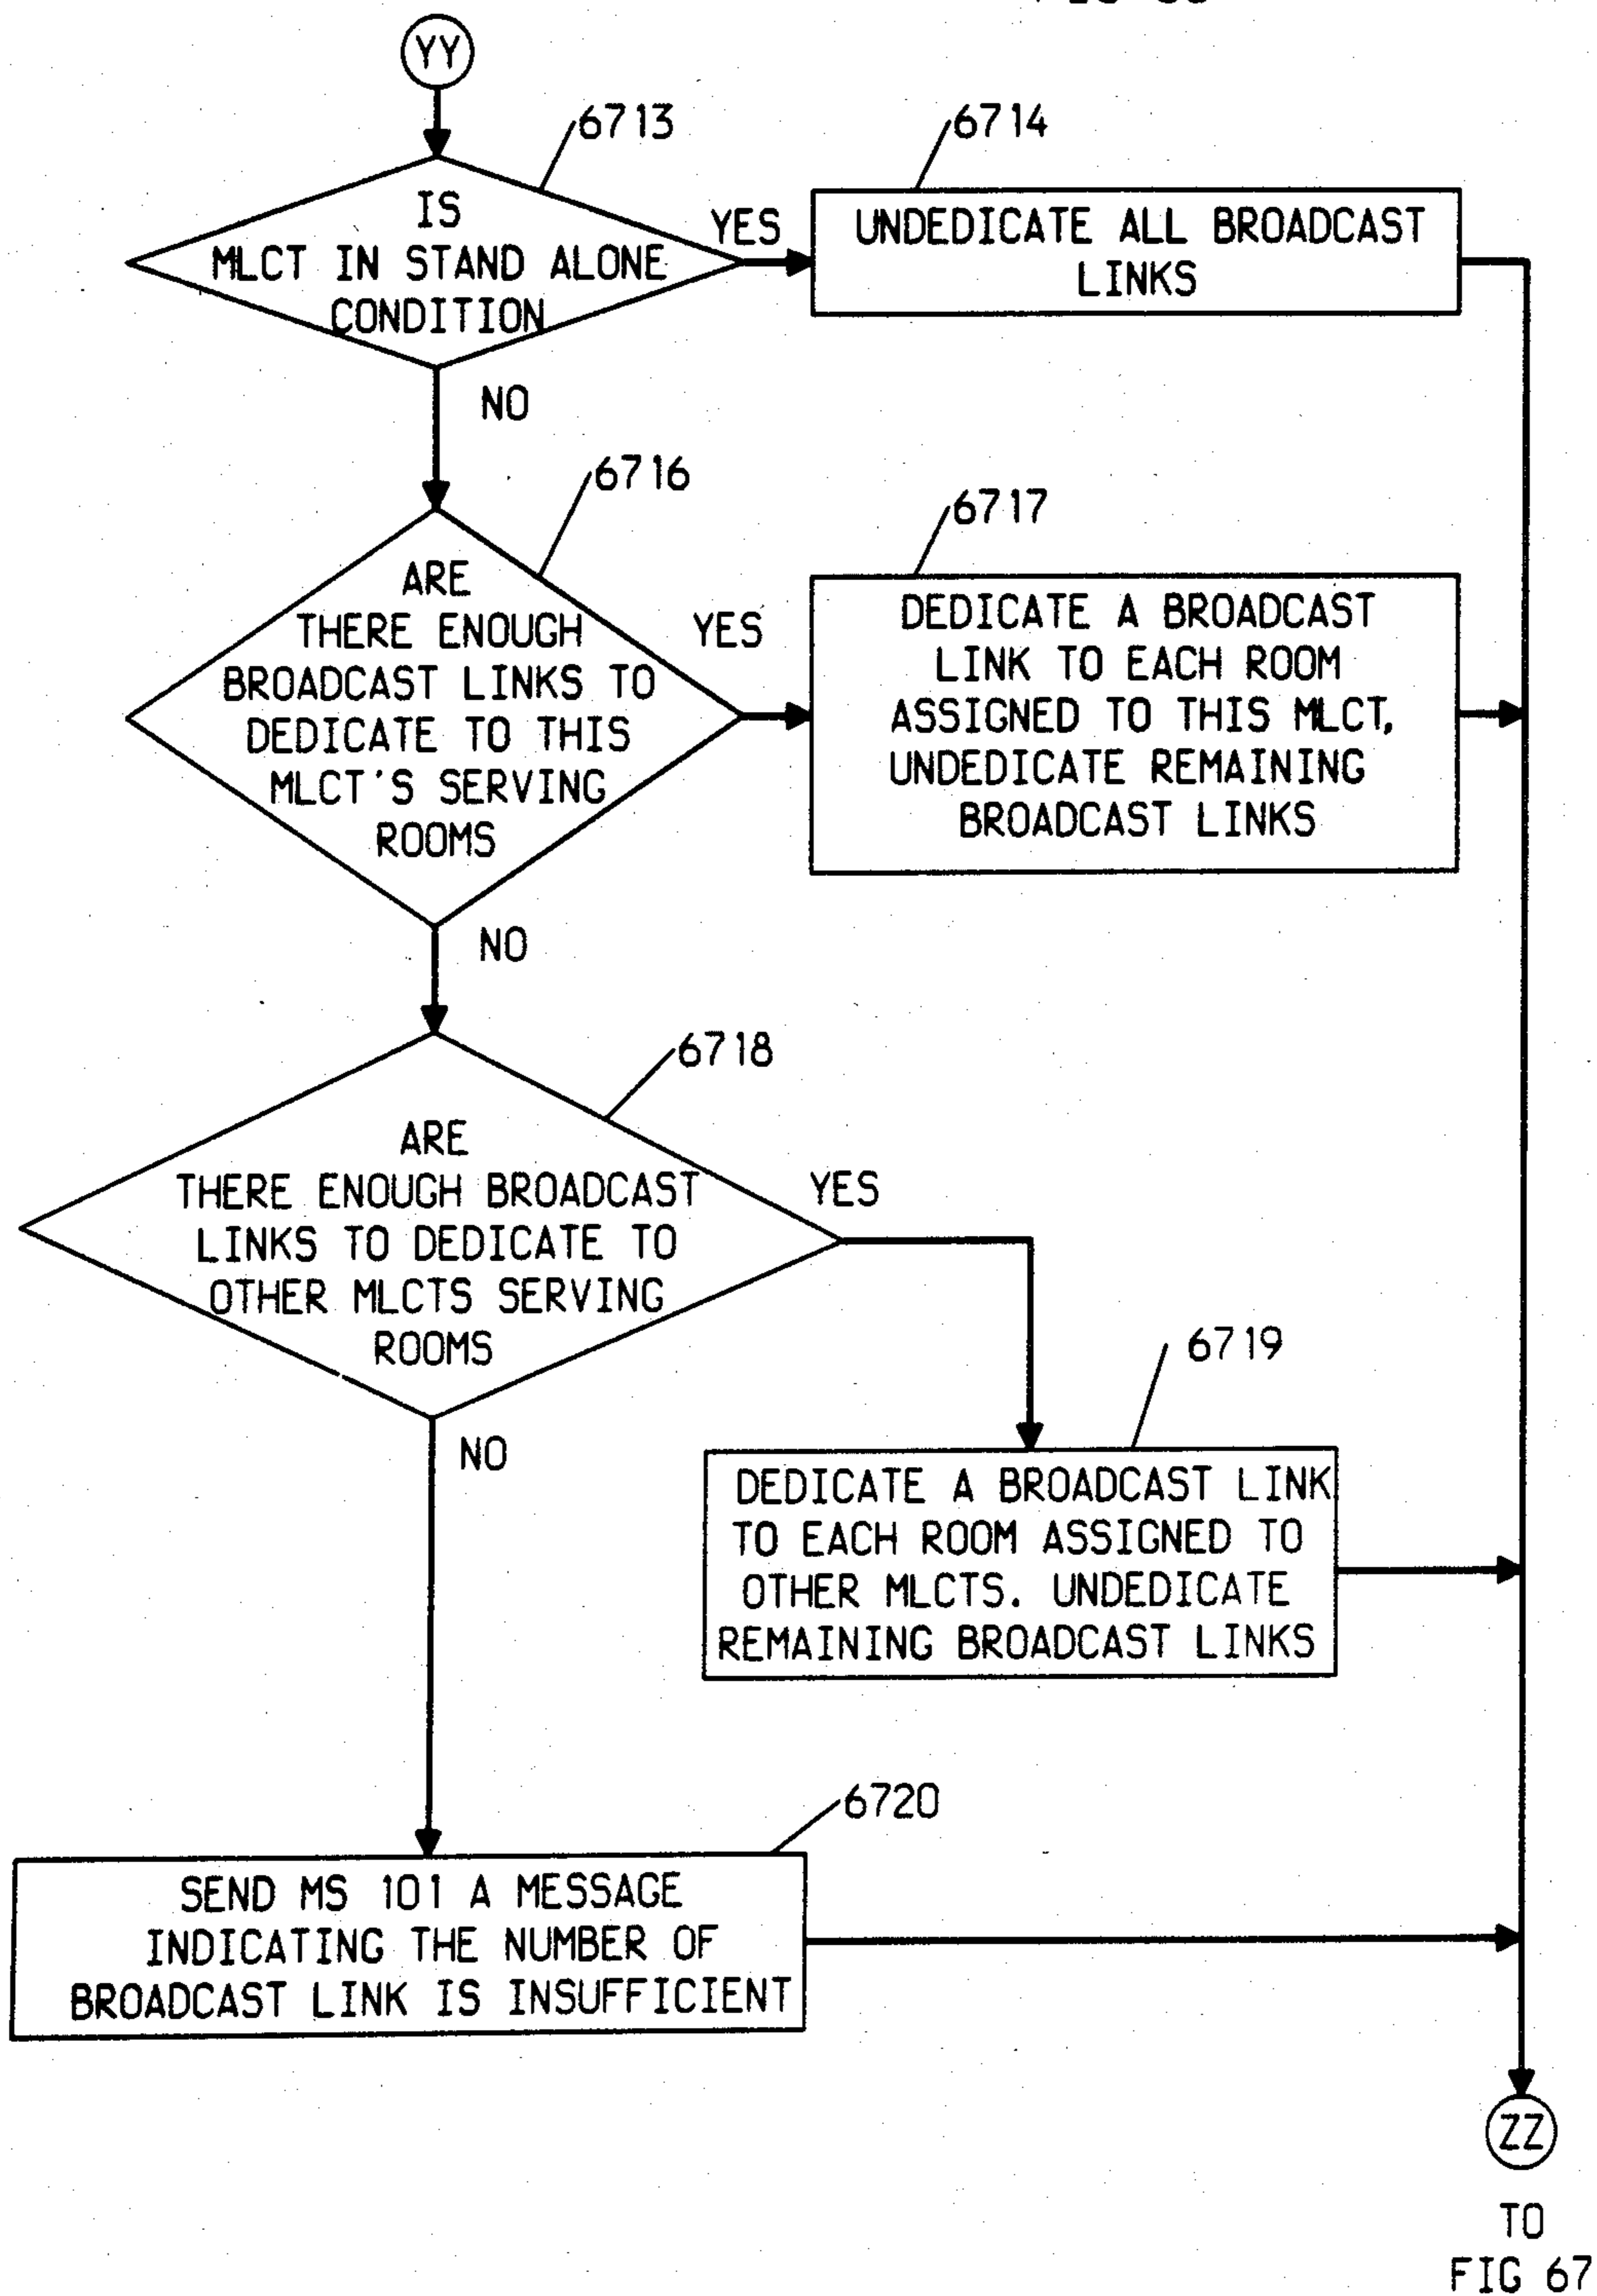 YY
6713
6714
IS
MLCT IN STAND ALONE
CONDITION
YES
UNDEDICATE ALL BROADCAST
LINKS
NO
6716
6717
ARE
THERE ENOUGH
BROADCAST LINKS TO
DEDICATE TO THIS
MLCT'S SERVING
ROOMS
YES
DEDICATE A BROADCAST
LINK TO EACH ROOM
ASSIGNED TO THIS MLCT,
UNDEDICATE REMAINING
BROADCAST LINKS
NO
6718
ARE
THERE ENOUGH BROADCAST
LINKS TO DEDICATE TO
OTHER MLCTS SERVING
ROOMS
YES
6719
NO
DEDICATE A BROADCAST LINK
TO EACH ROOM ASSIGNED TO
OTHER MLCTS. UNDEDICATE
REMAINING BROADCAST LINKS
6720
SEND MS 101 A MESSAGE
INDICATING THE NUMBER OF
BROADCAST LINK IS INSUFFICIENT
ZZ
TO
FIG 67